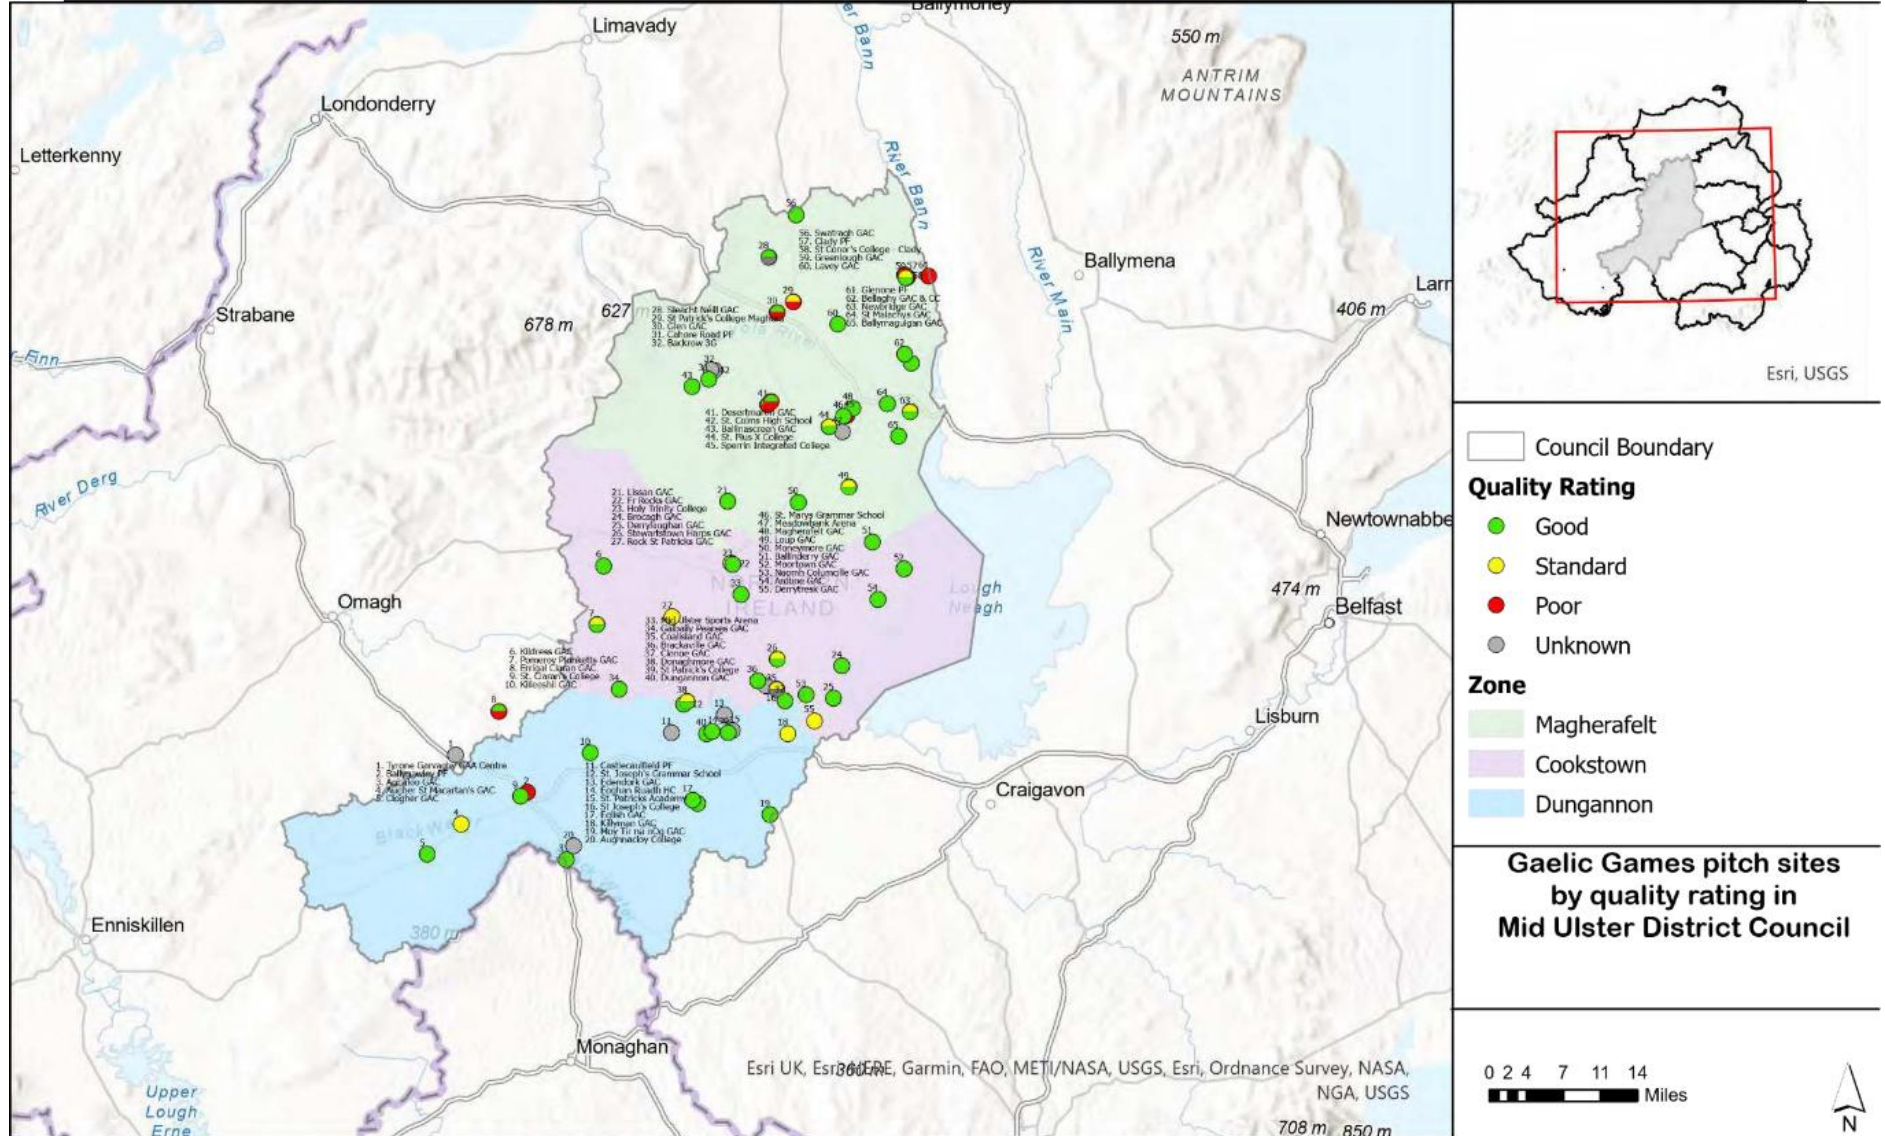 Ballymoney
Limavady
550 m
ANTRIM
MOUNTAINS
Londonderry
Letterkenny
River Bann
River Main
Ballymena
Strabane
678 m
406 m
River Derg
Omagh
474 m
Belfast
Lisburn
Craigavon
Enniskillen
380 m
Monaghan
Upper
Lough
Erne
708 m
850 m
56. Swatragh GAC
57. Clady PF
58. St Conor's College - Clady
59. Greenlough GAC
60. Lavey GAC
61. Glenone PF
62. Bellaghy GAC & CC
63. Newbridge GAC
64. St Malachys GAC
65. Ballymaguigan GAC
28. Sleacht Neill GAC
29. St Patrick's College Maghera
30. Glen GAC
31. Cahore Road PF
32. Backrow 3G
41. Desertmartin GAC
42. St. Colms High School
43. Ballinascreen GAC
44. St. Pius X College
45. Sperrin Integrated College
21. Lissan GAC
22. Fr Rocks GAC
23. Holy Trinity College
24. Brocagh GAC
25. Derrylaughan GAC
26. Stewartstown Harps GAC
27. Rock St Patricks GAC
46. St. Marys Grammar School
47. Meadowbank Arena
48. Magherafelt GAC
49. Loup GAC
50. Moneymore GAC
51. Ballinderry GAC
52. Moortown GAC
53. Naomh Columcille GAC
54. Ardboe GAC
55. Derrytresk GAC
NORTHERN
IRELAND
Lough
Neagh
33. Mid Ulster Sports Arena
34. Galbally Pearses GAC
35. Coalisland GAC
36. Brackaville GAC
37. Clonoe GAC
38. Donaghmore GAC
39. St Patrick's College
40. Dungannon GAC
6. Kildress GAC
7. Pomeroy Plunketts GAC
8. Errigal Ciaran GAC
9. St. Ciaran's College
10. Killeeshil GAC
1. Tyrone Garvaghy GAA Centre
2. Ballygawley PF
3. Aghaloo GAC
4. Augher St Macartan's GAC
5. Clogher GAC
11. Castlecaulfield PF
12. St. Joseph's Grammar School
13. Edendork GAC
14. Eoghan Ruadh HC
15. St. Patricks Academy
16. St Joseph's College
17. Eglish GAC
18. Killyman GAC
19. Moy Tir na nOg GAC
20. Aughnacloy College
Esri UK, Esri, HERE, Garmin, FAO, METI/NASA, USGS, Esri, Ordnance Survey, NASA,
NGA, USGS
Esri, USGS
Council Boundary
Quality Rating
Good
Standard
Poor
Unknown
Zone
Magherafelt
Cookstown
Dungannon
Gaelic Games pitch sites
by quality rating in
Mid Ulster District Council
0 2 4 7 11 14
Miles
N